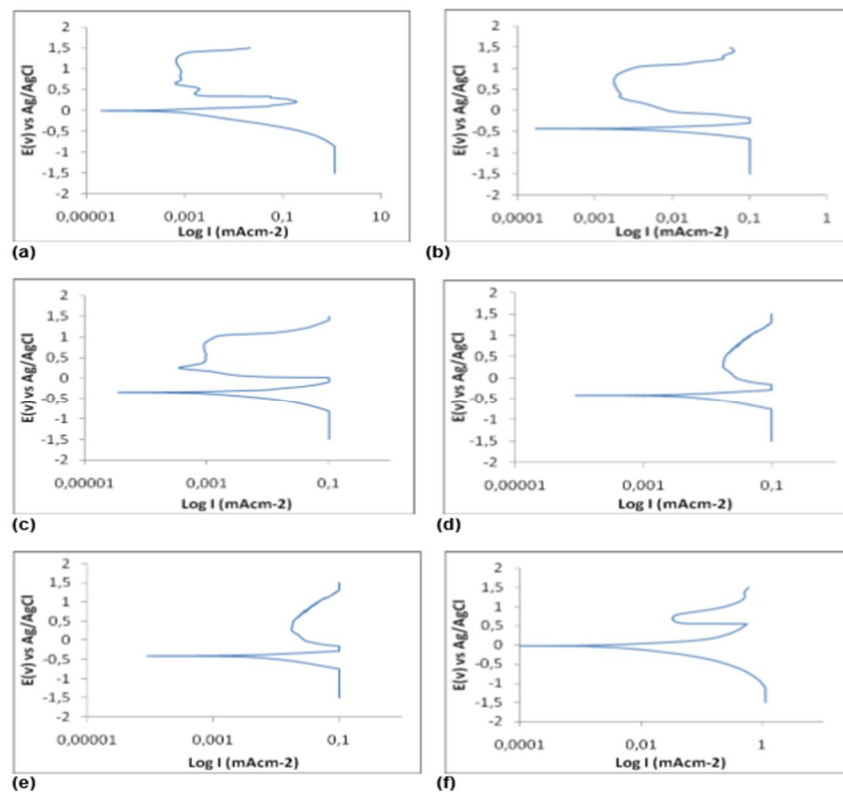 2
1,5
1
0,5
0
-0,5
-1
-1,5
-2
E(v) vs Ag/AgCl
0,00001 0,001 0,1 10
Log I (mAcm-2)
(a)
2
1,5
1
0,5
0
-0,5
-1
-1,5
-2
E(v) vs Ag/AgCl
0,0001 0,001 0,01 0,1 1
Log I (mAcm-2)
(b)
2
1,5
1
0,5
0
-0,5
-1
-1,5
-2
E(v) vs Ag/AgCl
0,00001 0,001 0,1
Log I (mAcm-2)
(c)
2
1,5
1
0,5
0
-0,5
-1
-1,5
-2
E(v) vs Ag/AgCl
0,00001 0,001 0,1
Log I (mAcm-2)
(d)
2
1,5
1
0,5
0
-0,5
-1
-1,5
-2
E(v) vs Ag/AgCl
0,00001 0,001 0,1
Log I (mAcm-2)
(e)
2
1,5
1
0,5
0
-0,5
-1
-1,5
-2
E(v) vs Ag/AgCl
0,0001 0,01 1
Log I (mAcm-2)
(f)